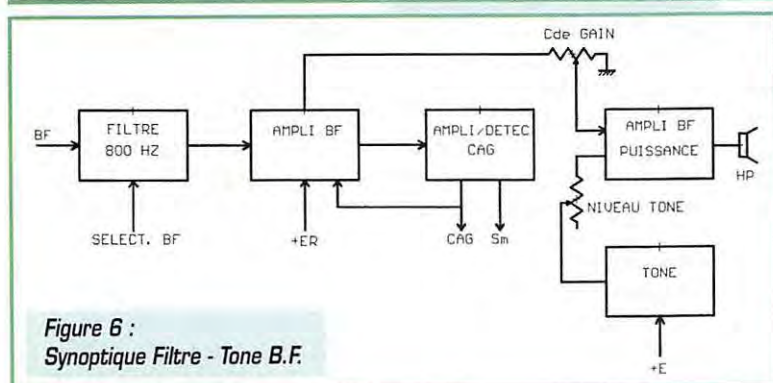 Cde GAIN
BF
FILTRE
800 HZ
AMPLI BF
AMPLI/DETEC
CAG
AMPLI BF
PUISSANCE
HP
NIVEAU TONE
SELECT. BF
+ER
CAG
Sm
TONE
+E
Figure 6 :
Synoptique Filtre - Tone B.F.